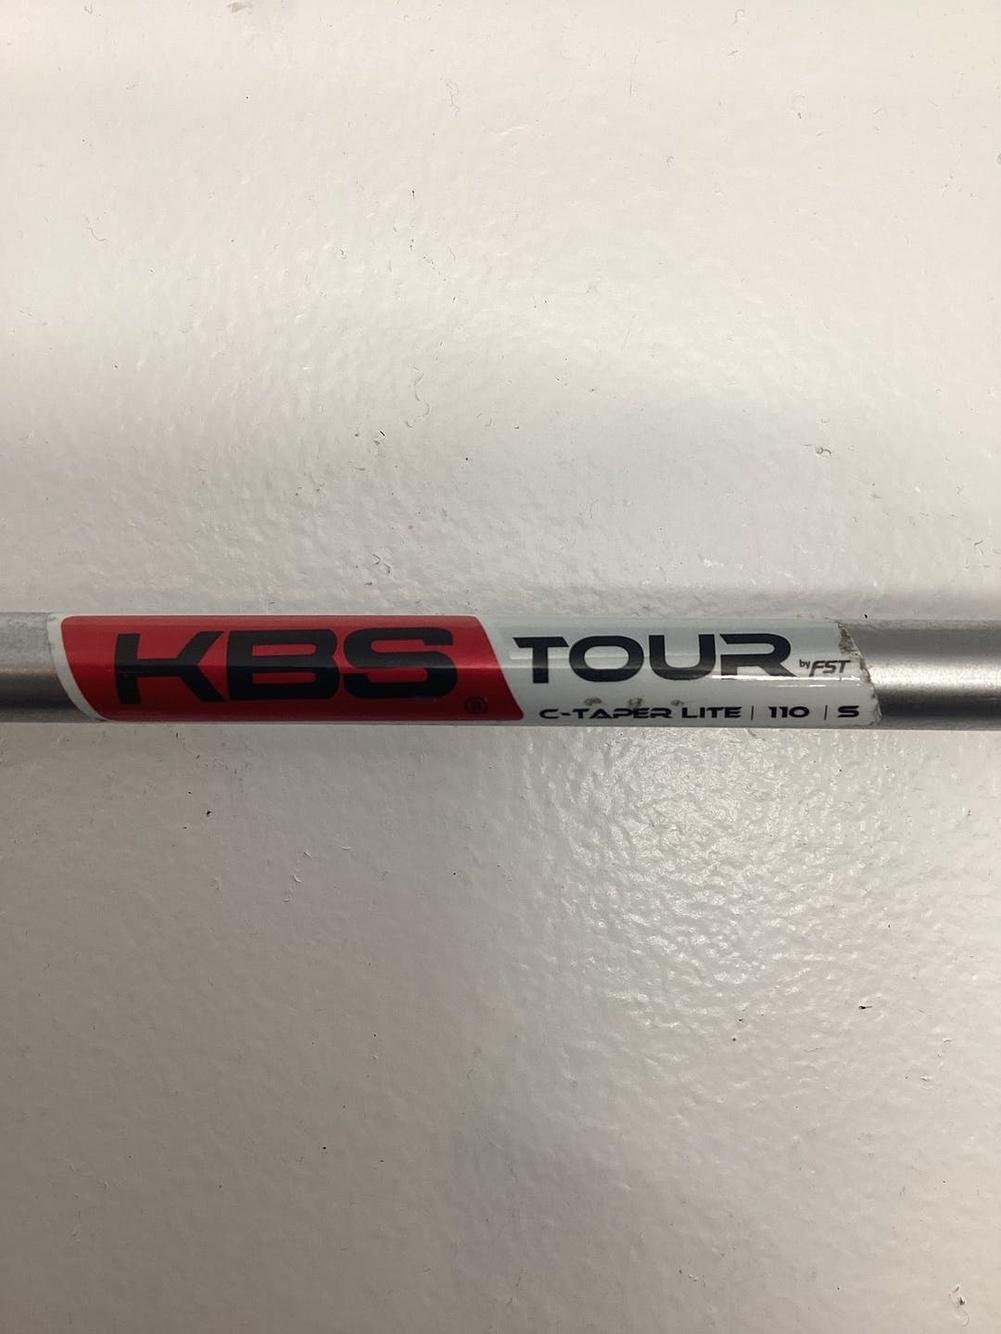 KBS® TOUR by FST
C-TAPER LITE | 110 | S